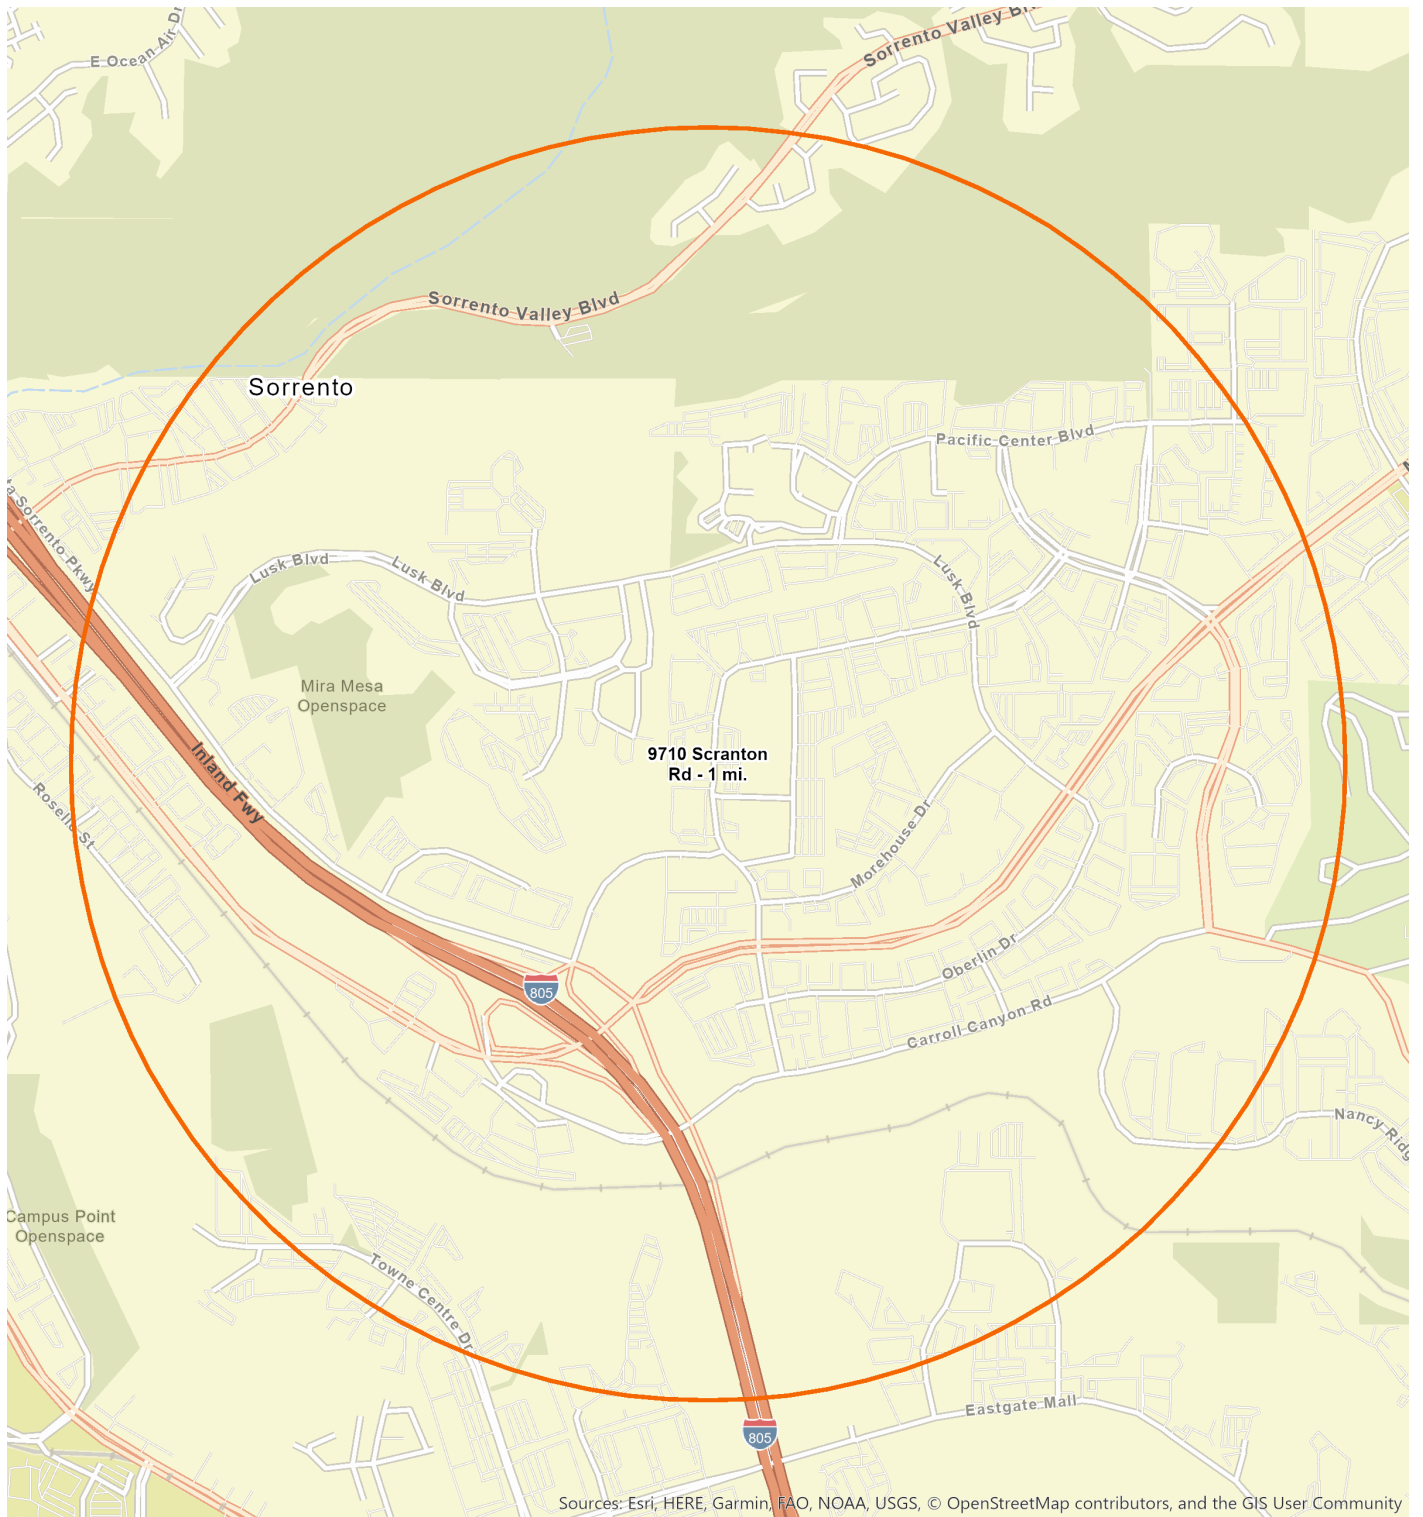 Sorrento Valley
E Ocean Air Dr
Sorrento Valley Blvd
Sorrento
Pacific Center Blvd
Sorrento Pkwy
Lusk Blvd
Lusk Blvd
Lusk Blvd
Mira Mesa
Openspace
9710 Scranton
Rd - 1 mi.
Inland Fwy
Roselle St
Morehouse Dr
Oberlin Dr
805
Carroll Canyon Rd
Nancy Ridg
Campus Point
Openspace
Towne Centre Dr
Eastgate Mall
805
Sources: Esri, HERE, Garmin, FAO, NOAA, USGS, © OpenStreetMap contributors, and the GIS User Community